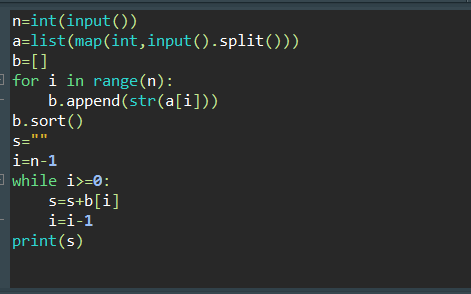 n=int(input())
a=list(map(int,input().split()))
b=[]
for i in range(n):
    b.append(str(a[i]))
b.sort()
s=""
i=n-1
while i>=0:
    s=s+b[i]
    i=i-1
print(s)